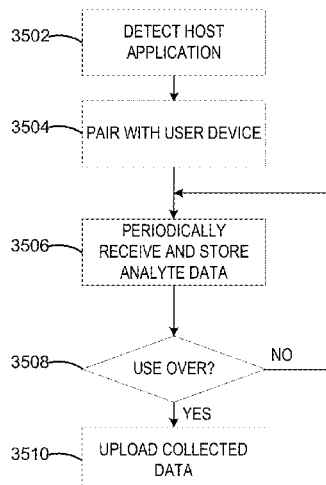 3502
DETECT HOST
APPLICATION
3504
PAIR WITH USER DEVICE
3506
PERIODICALLY
RECEIVE AND STORE
ANALYTE DATA
3508
USE OVER?
NO
YES
3510
UPLOAD COLLECTED
DATA